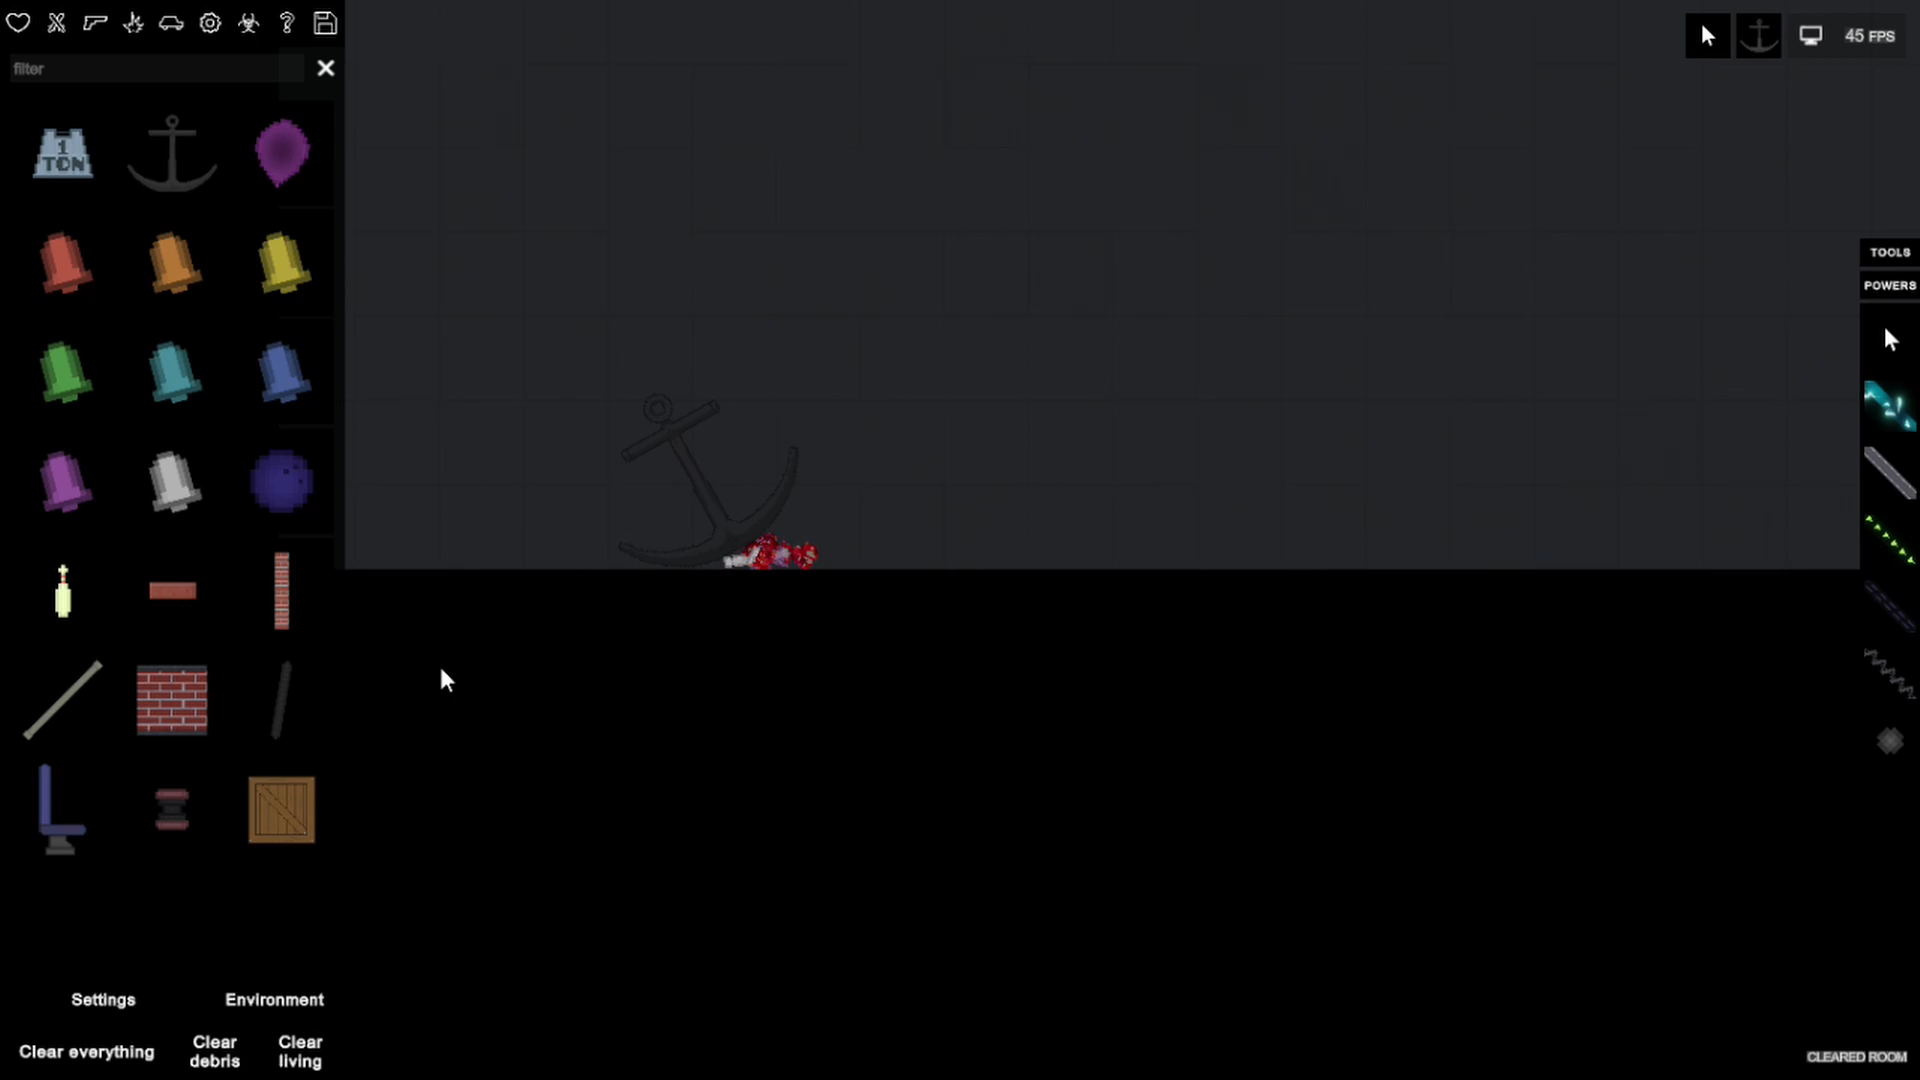 45 FPS
filter
1
TON
TOOLS
POWERS
Settings
Environment
Clear everything
Clear
debris
Clear
living
CLEARED ROOM